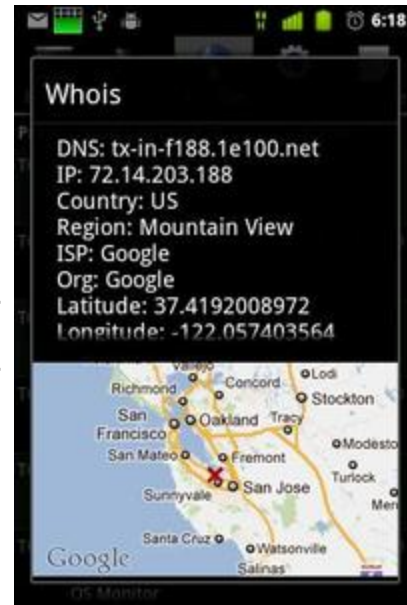 6:18
Whois
DNS: tx-in-f188.1e100.net
IP: 72.14.203.188
Country: US
Region: Mountain View
ISP: Google
Org: Google
Latitude: 37.4192008972
Longitude: -122.057403564
Vallejo
Lodi
Richmond
Concord
Stockton
San Francisco
Oakland
Tracy
San Mateo
Fremont
Modesto
Turlock
Sunnyvale
San Jose
Mer
Santa Cruz
Watsonville
Google
Salinas
OS Monitor